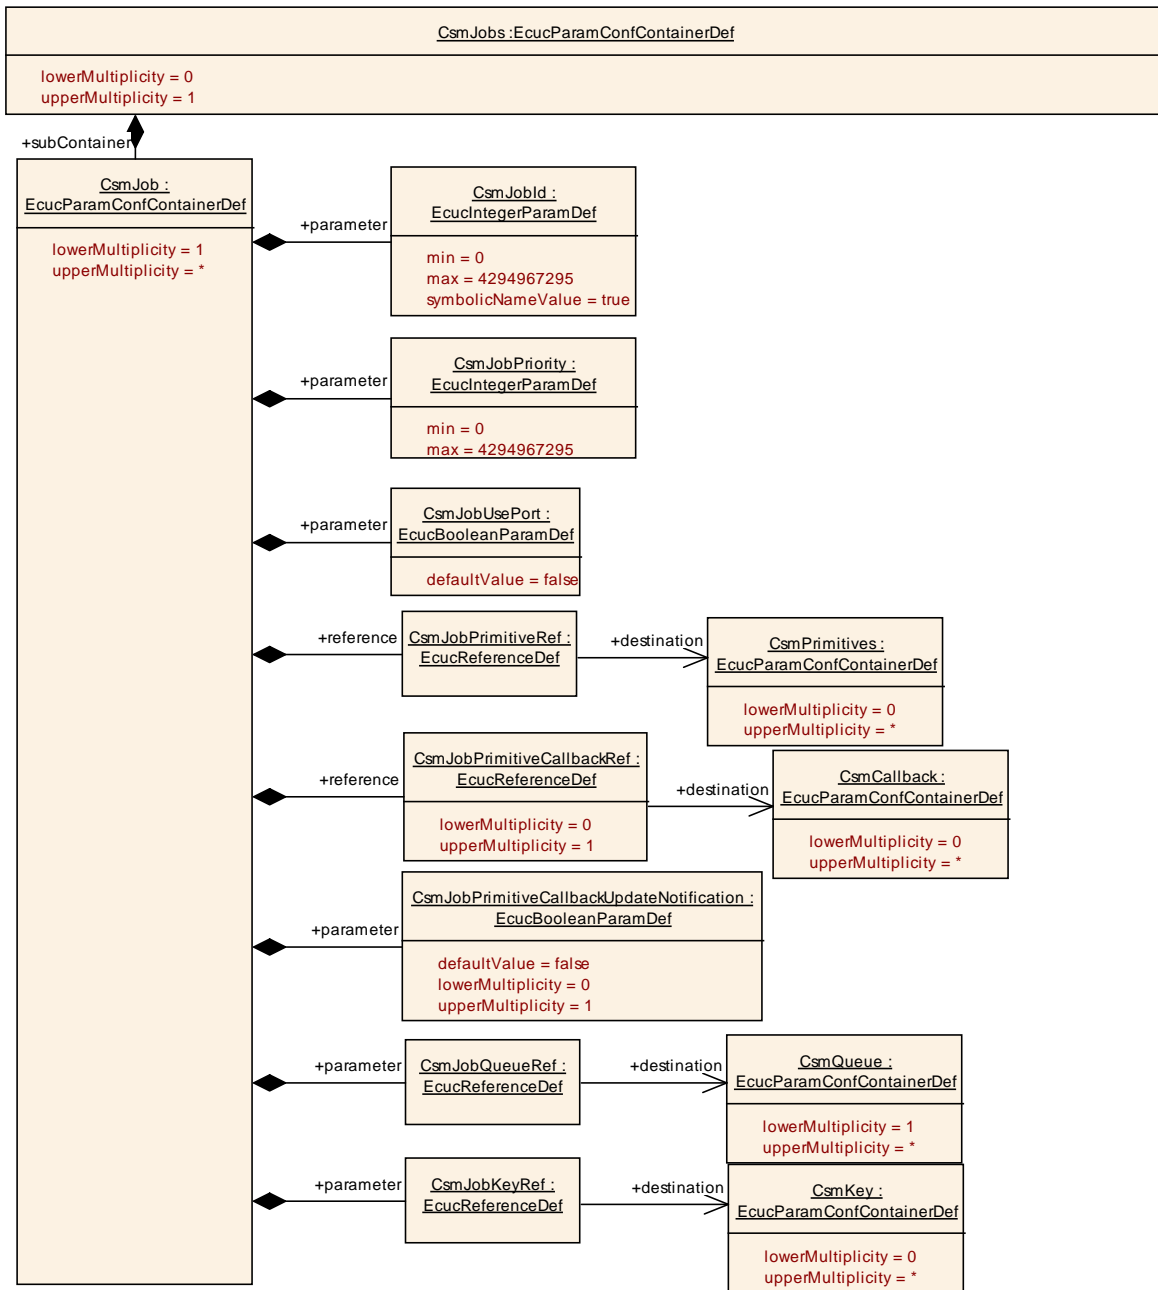 CsmJobs :EcucParamConfContainerDef
lowerMultiplicity = 0
upperMultiplicity = 1
+subContainer
CsmJob :
EcucParamConfContainerDef
lowerMultiplicity = 1
upperMultiplicity = *
+parameter
CsmJobId :
EcucIntegerParamDef
min = 0
max = 4294967295
symbolicNameValue = true
+parameter
CsmJobPriority :
EcucIntegerParamDef
min = 0
max = 4294967295
+parameter
CsmJobUsePort :
EcucBooleanParamDef
defaultValue = false
+reference
CsmJobPrimitiveRef :
EcucReferenceDef
+destination
CsmPrimitives :
EcucParamConfContainerDef
lowerMultiplicity = 0
upperMultiplicity = *
+reference
CsmJobPrimitiveCallbackRef :
EcucReferenceDef
lowerMultiplicity = 0
upperMultiplicity = 1
+destination
CsmCallback :
EcucParamConfContainerDef
lowerMultiplicity = 0
upperMultiplicity = *
+parameter
CsmJobPrimitiveCallbackUpdateNotification :
EcucBooleanParamDef
defaultValue = false
lowerMultiplicity = 0
upperMultiplicity = 1
+parameter
CsmJobQueueRef :
EcucReferenceDef
+destination
CsmQueue :
EcucParamConfContainerDef
lowerMultiplicity = 1
upperMultiplicity = *
+parameter
CsmJobKeyRef :
EcucReferenceDef
+destination
CsmKey :
EcucParamConfContainerDef
lowerMultiplicity = 0
upperMultiplicity = *